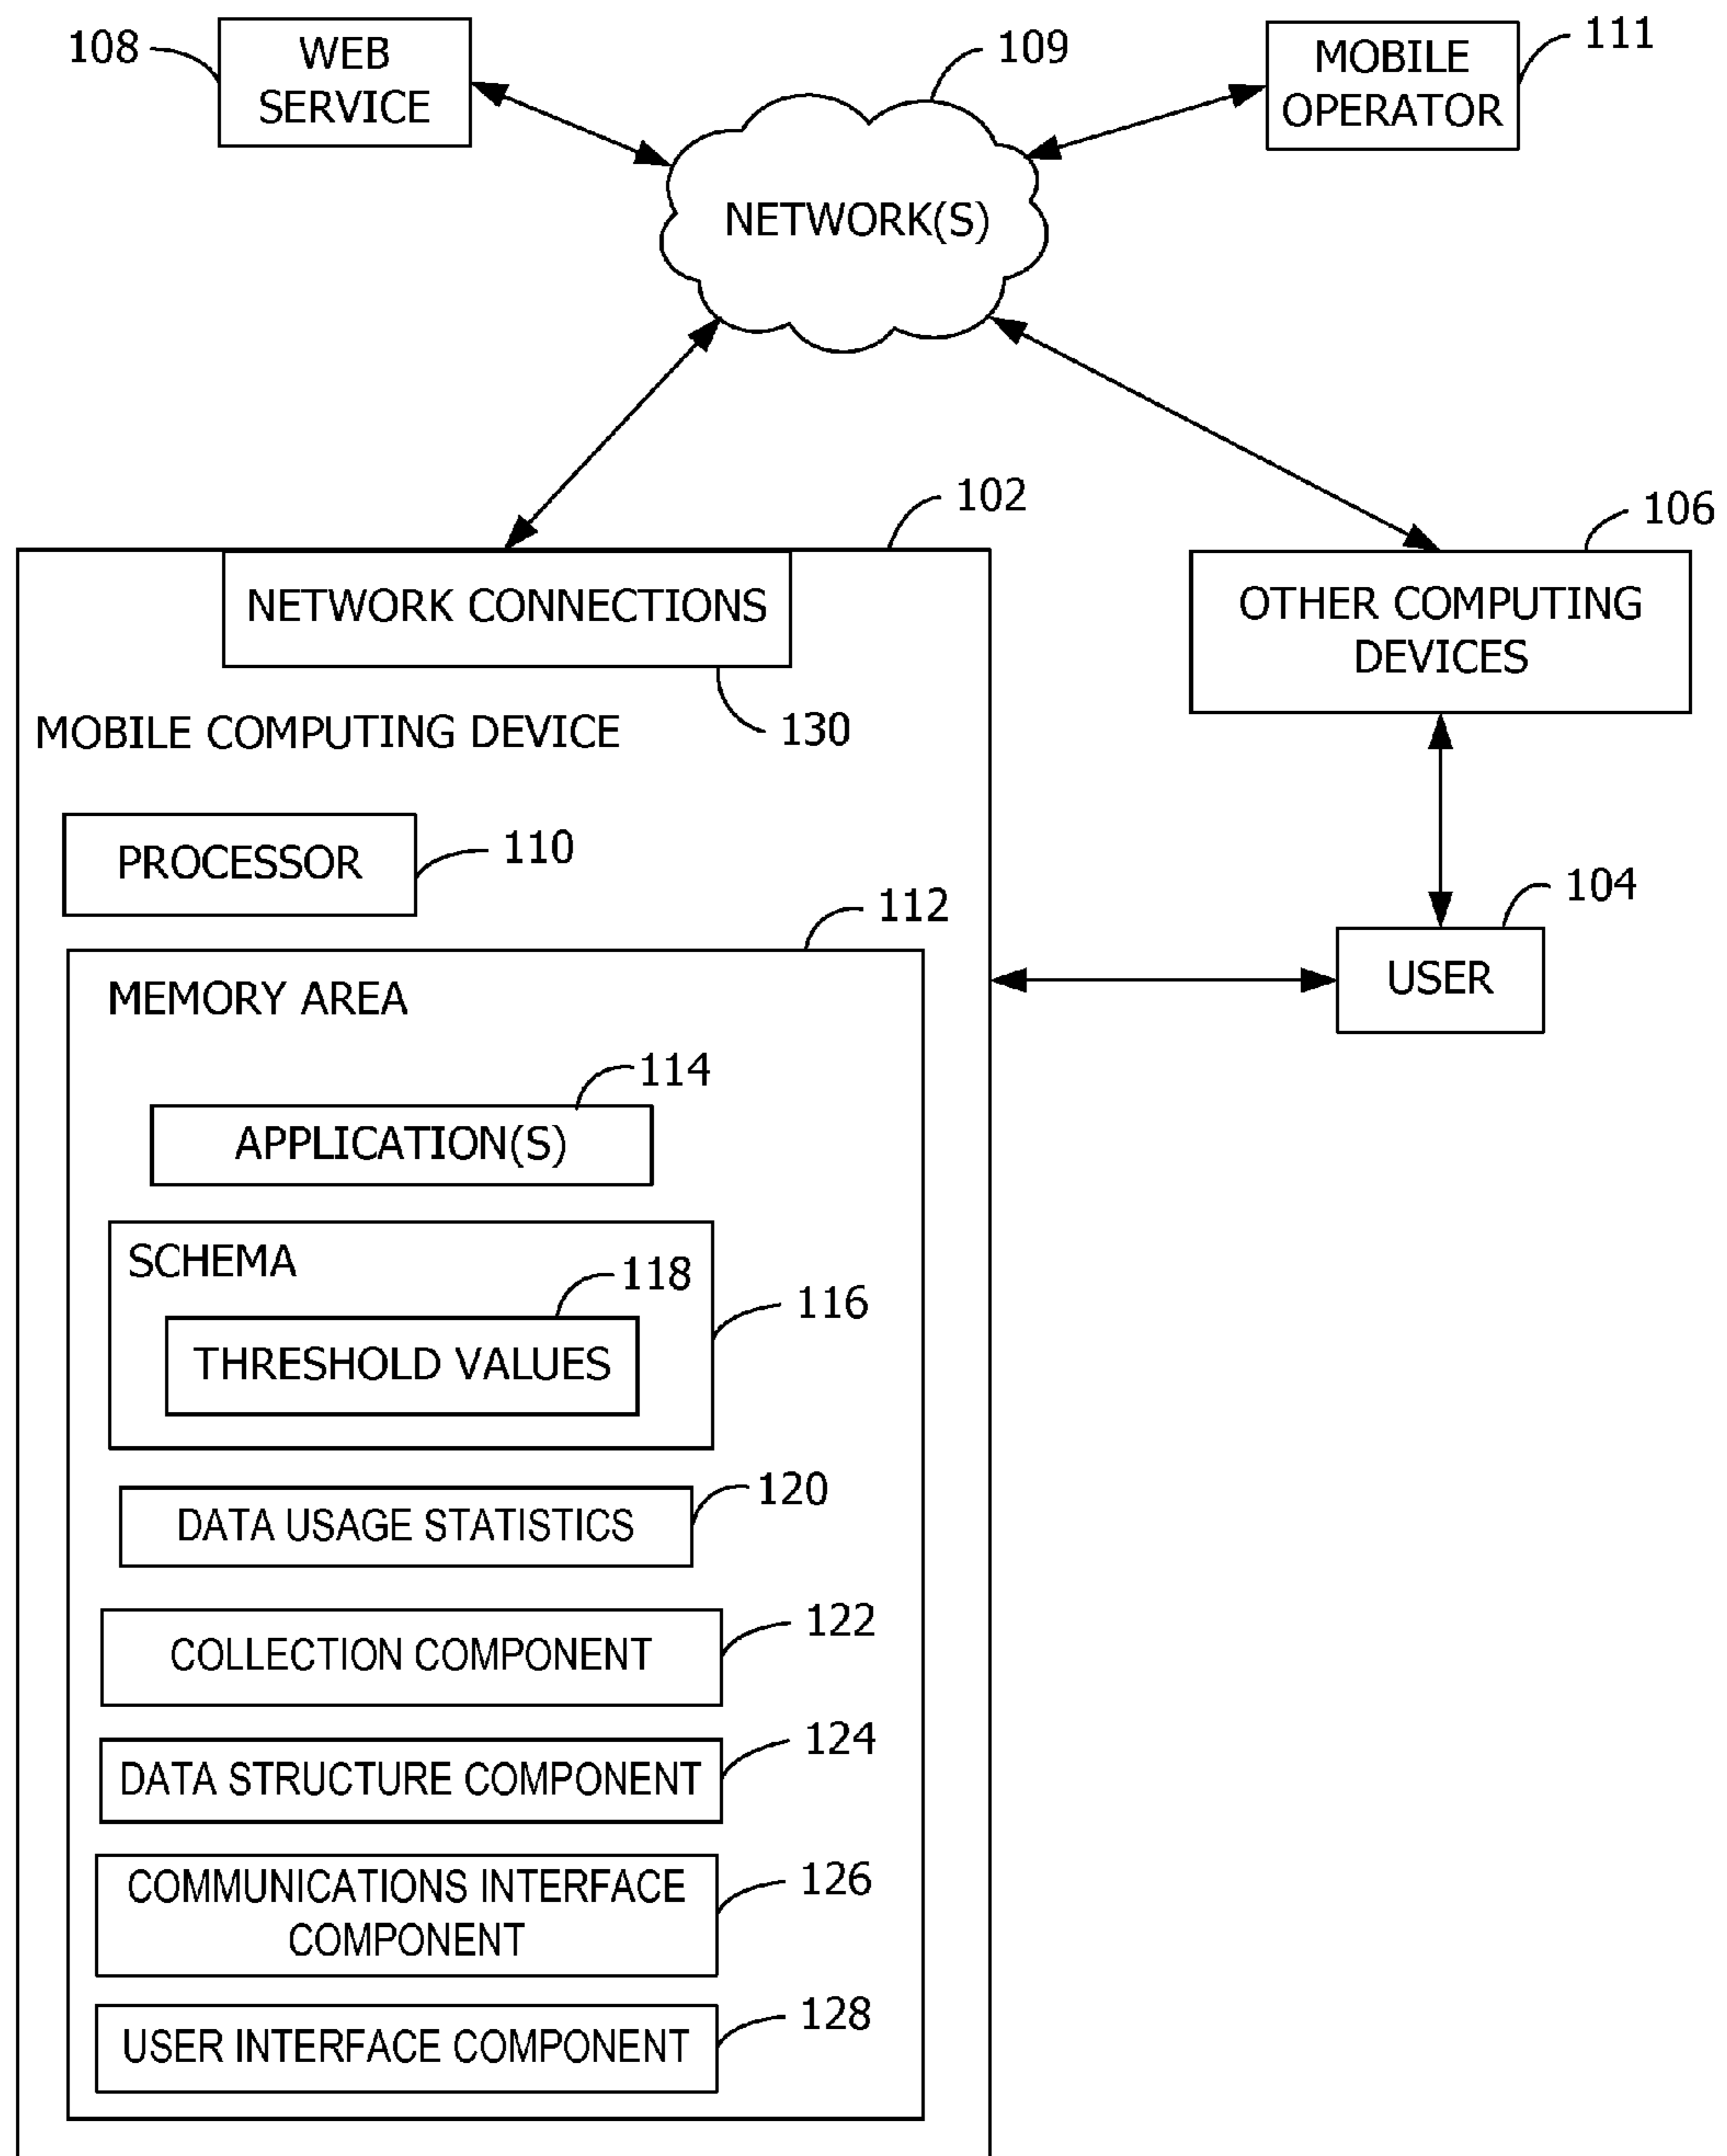 108
WEB
SERVICE
109
MOBILE
OPERATOR
111
NETWORK(S)
102
106
NETWORK CONNECTIONS
OTHER COMPUTING
DEVICES
130
MOBILE COMPUTING DEVICE
PROCESSOR
110
104
112
USER
MEMORY AREA
114
APPLICATION(S)
SCHEMA
118
116
THRESHOLD VALUES
120
DATA USAGE STATISTICS
122
COLLECTION COMPONENT
124
DATA STRUCTURE COMPONENT
126
COMMUNICATIONS INTERFACE
COMPONENT
128
USER INTERFACE COMPONENT